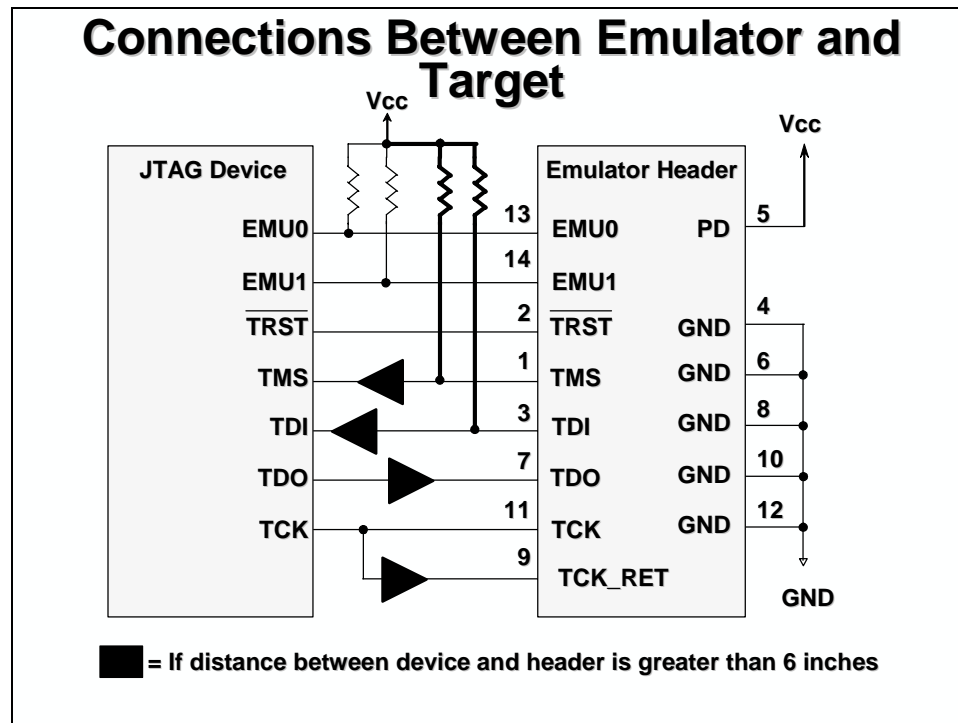 Connections Between Emulator and
Target
Vcc
Vcc
JTAG Device
Emulator Header
EMU0
13
EMU0
PD
5
EMU1
14
EMU1
TRST
2
TRST
GND
4
TMS
1
TMS
GND
6
TDI
3
TDI
GND
8
TDO
7
TDO
GND
10
TCK
11
TCK
GND
12
9
TCK_RET
GND
= If distance between device and header is greater than 6 inches